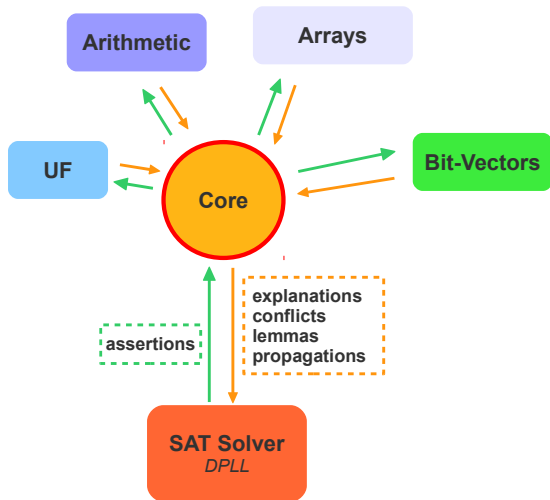 Arithmetic
Arrays
UF
Bit-Vectors
Core
assertions
explanations
conflicts
lemmas
propagations
SAT Solver
DPLL